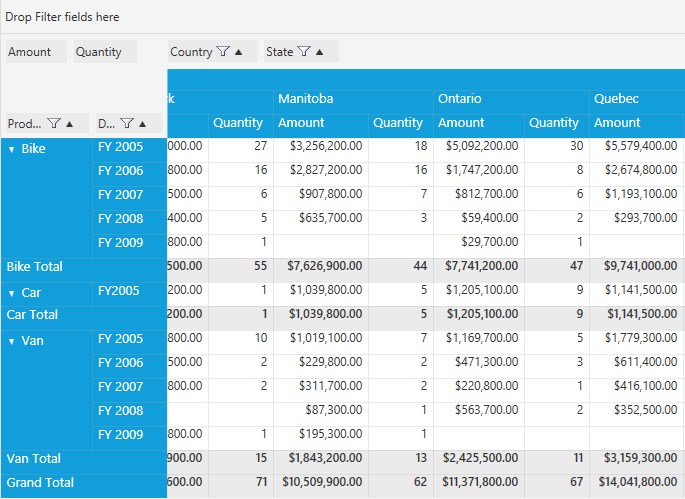 Drop Filter fields here
Amount Quantity Country State
k Manitoba Ontario Quebec
Prod... D... Quantity Amount Quantity Amount Quantity Amount
Bike FY 2005 000.00 27 $3,256,200.00 18 $5,092,200.00 30 $5,579,400.00
FY 2006 800.00 16 $2,827,200.00 16 $1,747,200.00 8 $2,674,800.00
FY 2007 500.00 6 $907,800.00 7 $812,700.00 6 $1,193,100.00
FY 2008 400.00 5 $635,700.00 3 $59,400.00 2 $293,700.00
FY 2009 800.00 1 $29,700.00 1
Bike Total 500.00 55 $7,626,900.00 44 $7,741,200.00 47 $9,741,000.00
Car FY2005 200.00 1 $1,039,800.00 5 $1,205,100.00 9 $1,141,500.00
Car Total 200.00 1 $1,039,800.00 5 $1,205,100.00 9 $1,141,500.00
Van FY 2005 800.00 10 $1,019,100.00 7 $1,169,700.00 5 $1,779,300.00
FY 2006 500.00 2 $229,800.00 2 $471,300.00 3 $611,400.00
FY 2007 800.00 2 $311,700.00 2 $220,800.00 1 $416,100.00
FY 2008 $87,300.00 1 $563,700.00 2 $352,500.00
FY 2009 800.00 1 $195,300.00 1
Van Total 900.00 15 $1,843,200.00 13 $2,425,500.00 11 $3,159,300.00
Grand Total 600.00 71 $10,509,900.00 62 $11,371,800.00 67 $14,041,800.00